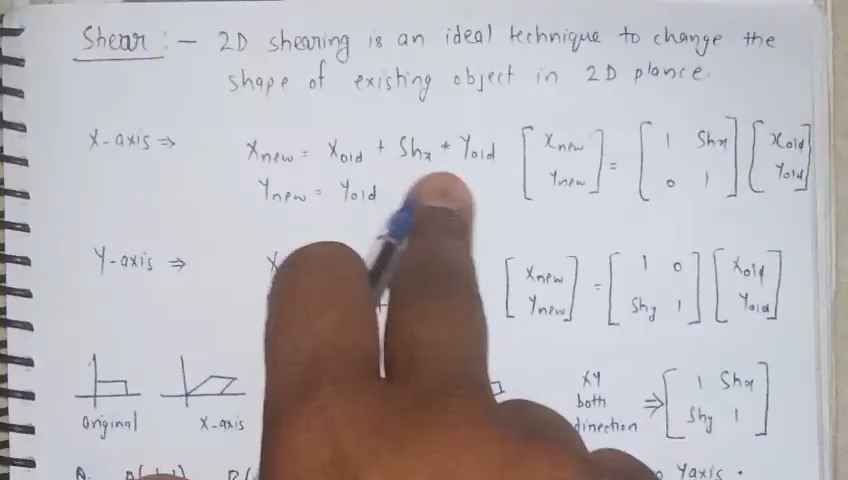 Shear :- 2D shearing is an ideal technique to change the
shape of existing object in 2D plance.
X-axis ⇒ Xnew = Xold + Shx * Yold [Xnew Ynew] = [1 Shx 0 1] [Xold Yold]
Ynew = Yold
Y-axis ⇒ [Xnew Ynew] = [1 0 Shy 1] [Xold Yold]
Original X-axis
XY both direction ⇒ [1 Shx Shy 1]
Yaxis.